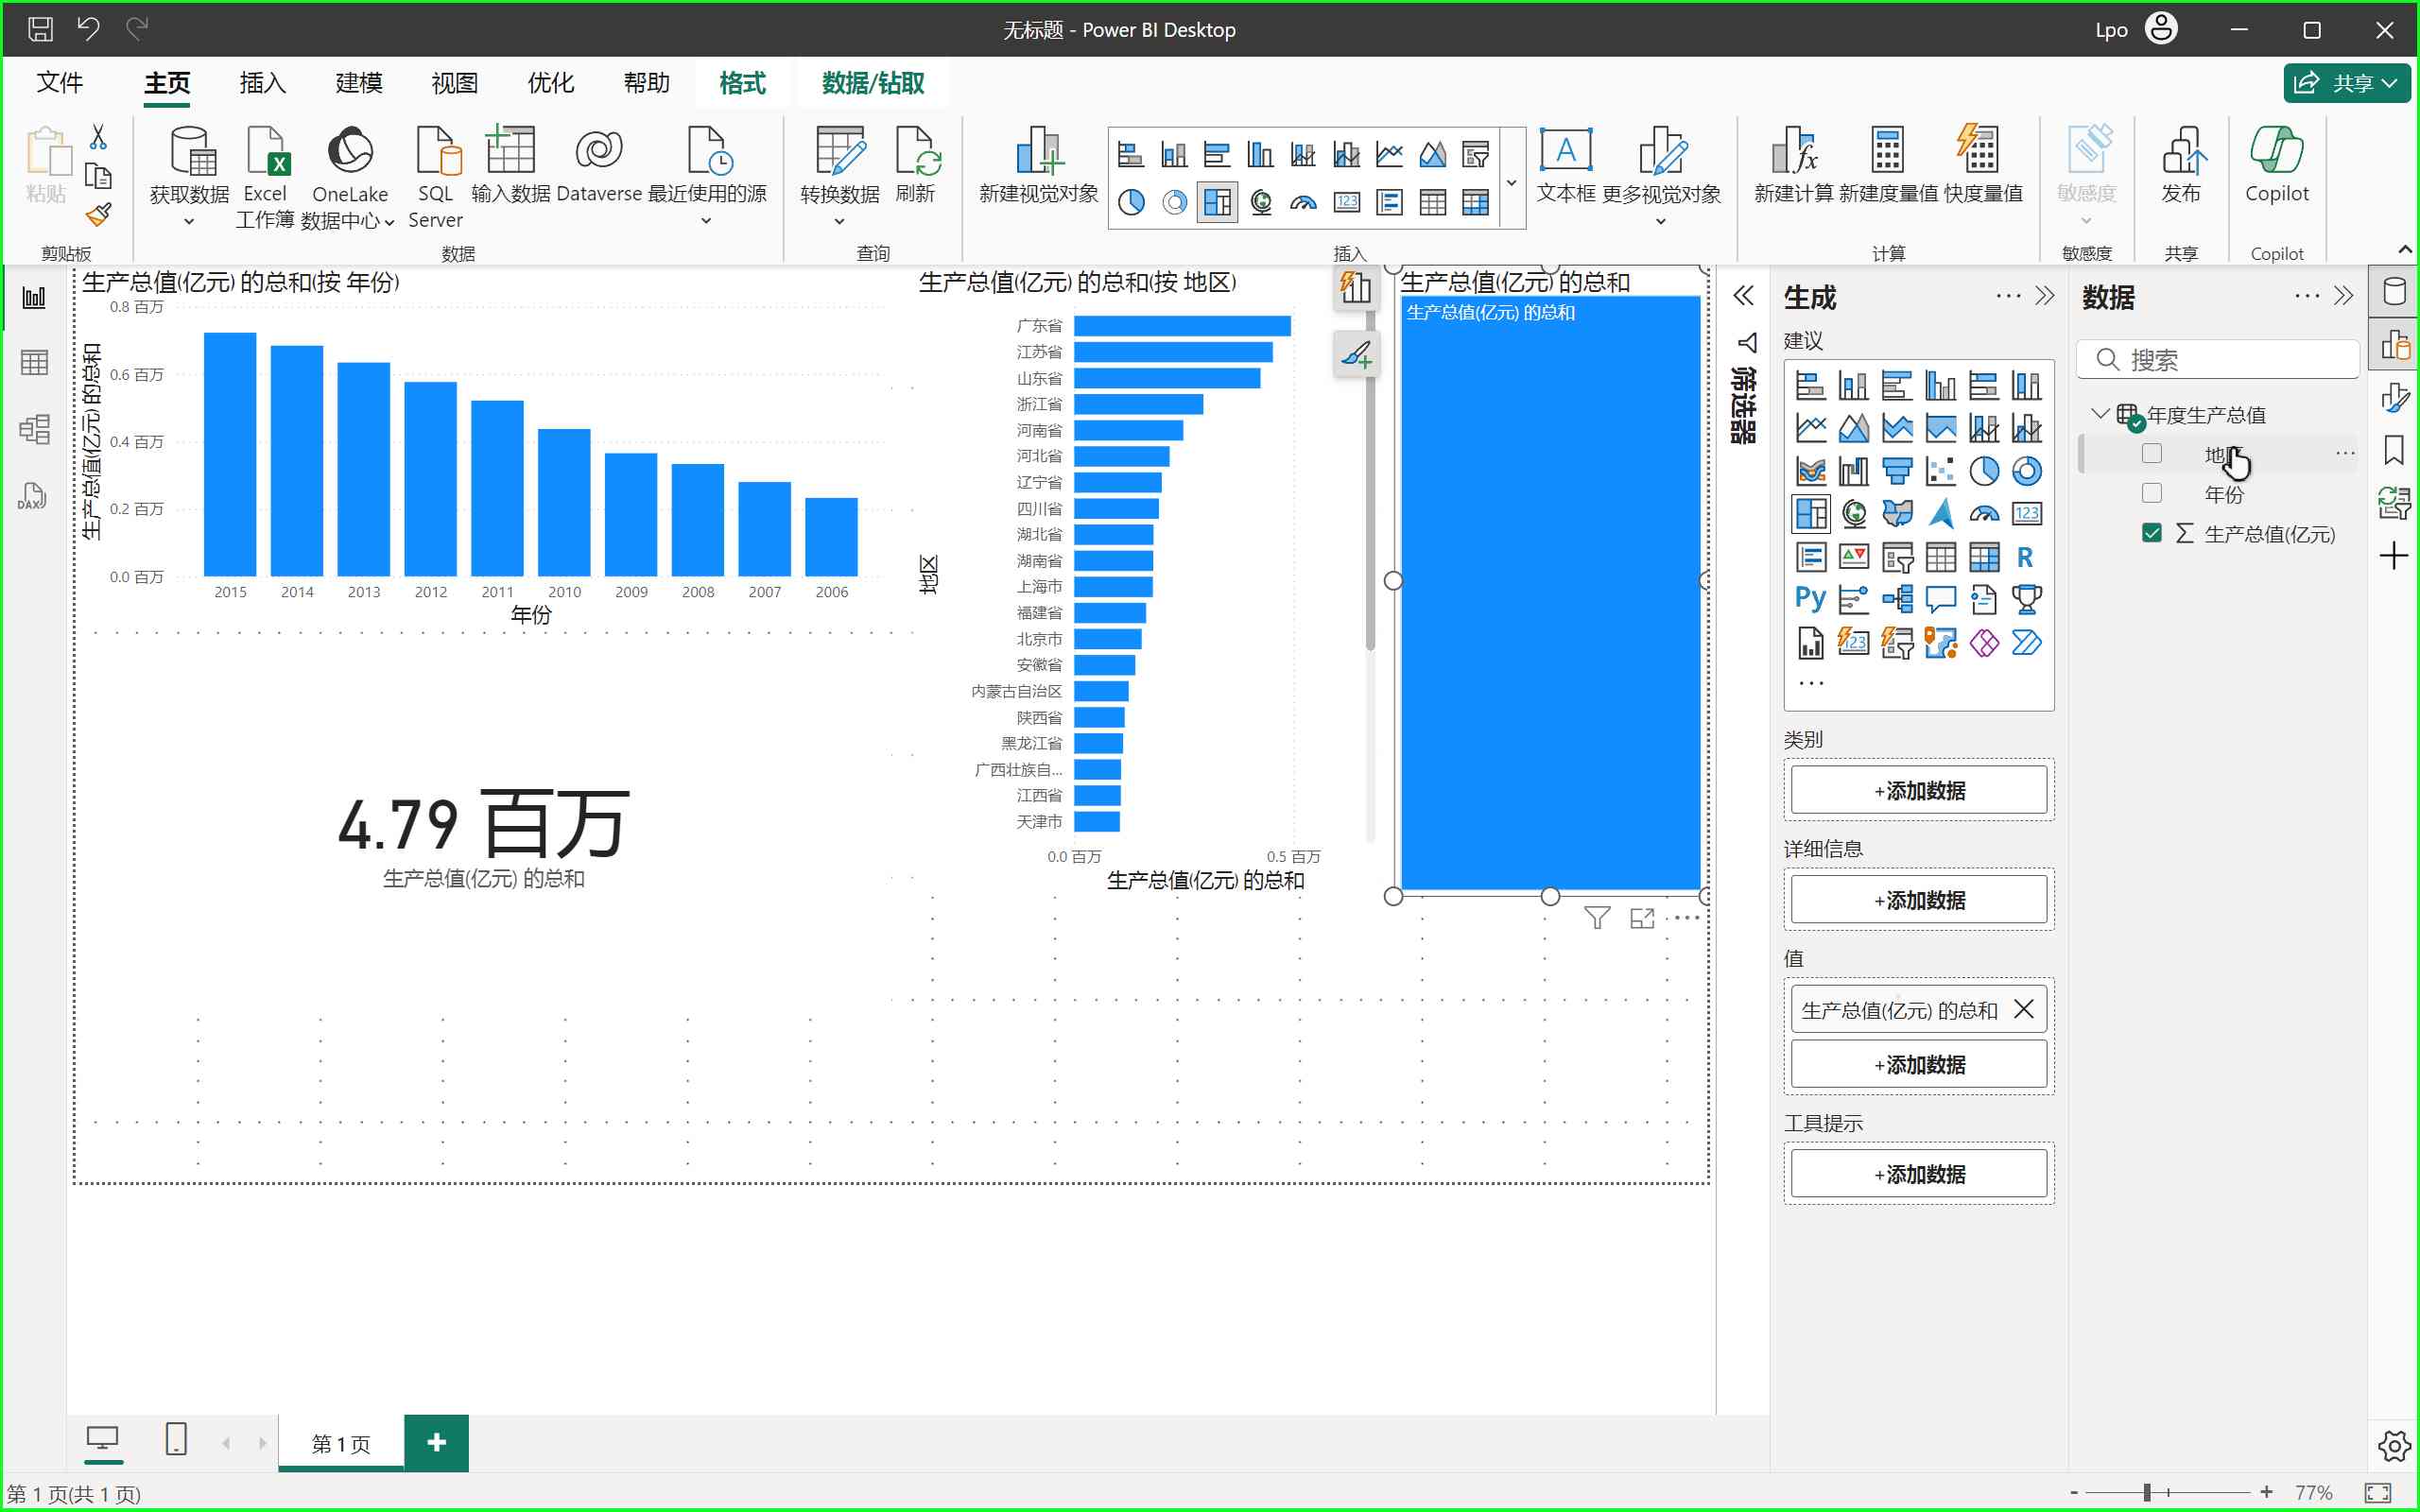 无标题 - Power BI Desktop
Lpo
文件 主页 插入 建模 视图 优化 帮助 格式 数据/钻取
共享
粘贴
获取数据
Excel
工作簿
OneLake
数据中心
SQL
Server
输入数据
Dataverse
最近使用的源
转换数据
刷新
新建视觉对象
文本框
更多视觉对象
新建计算
新建度量值
快度量值
敏感度
发布
Copilot
剪贴板
数据
查询
插入
计算
敏感度
共享
Copilot
生产总值(亿元) 的总和(按 年份)
生产总值(亿元) 的总和
0.8 百万
0.6 百万
0.4 百万
0.2 百万
0.0 百万
2015 2014 2013 2012 2011 2010 2009 2008 2007 2006
年份
4.79 百万
生产总值(亿元) 的总和
生产总值(亿元) 的总和(按 地区)
地区
广东省
江苏省
山东省
浙江省
河南省
河北省
辽宁省
四川省
湖北省
湖南省
上海市
福建省
北京市
安徽省
内蒙古自治区
陕西省
黑龙江省
广西壮族自...
江西省
天津市
0.0 百万 0.5 百万
生产总值(亿元) 的总和
生产总值(亿元) 的总和
生产总值(亿元) 的总和
筛选器
生成
建议
123
R
Py
123
类别
+添加数据
详细信息
+添加数据
值
生产总值(亿元) 的总和
+添加数据
工具提示
+添加数据
数据
搜索
年度生产总值
年份
生产总值(亿元)
DAX
第 1 页
第 1 页(共 1 页)
77%